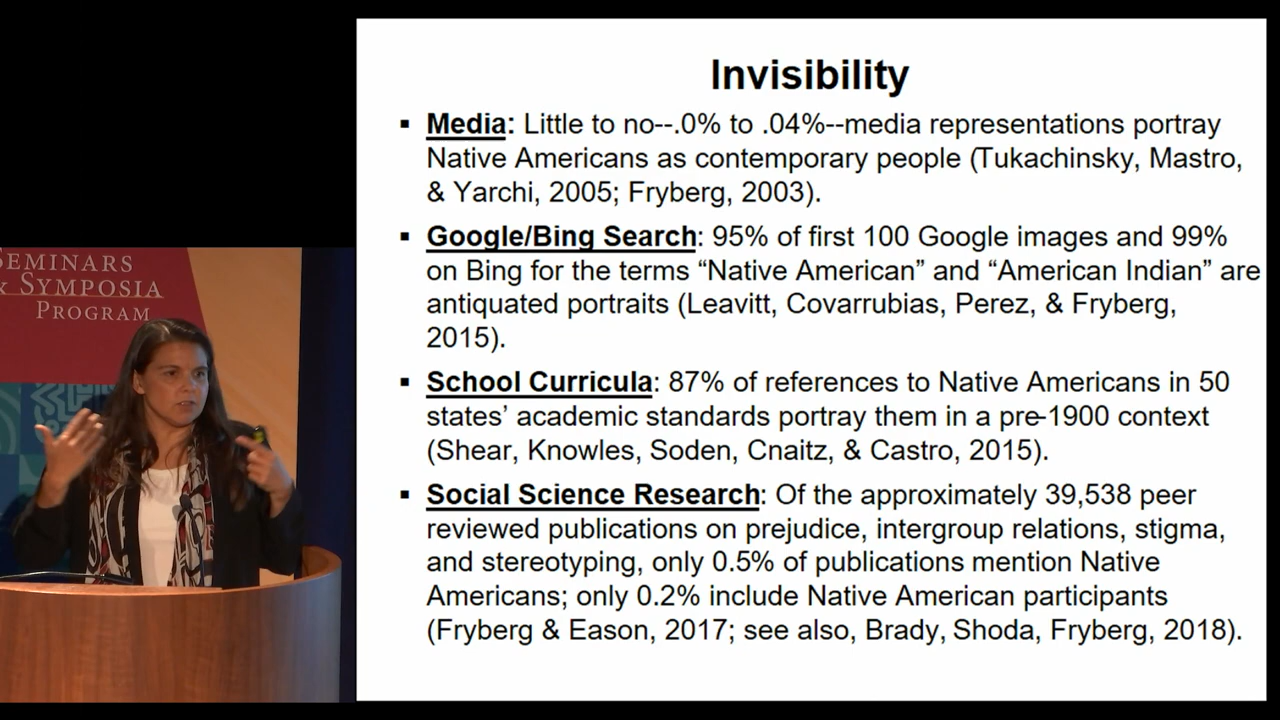 SEMINARS
& SYMPOSIA
PROGRAM
Invisibility
▪ Media: Little to no--.0% to .04%--media representations portray
Native Americans as contemporary people (Tukachinsky, Mastro,
& Yarchi, 2005; Fryberg, 2003).
▪ Google/Bing Search: 95% of first 100 Google images and 99%
on Bing for the terms “Native American” and “American Indian” are
antiquated portraits (Leavitt, Covarrubias, Perez, & Fryberg,
2015).
▪ School Curricula: 87% of references to Native Americans in 50
states’ academic standards portray them in a pre-1900 context
(Shear, Knowles, Soden, Cnaitz, & Castro, 2015).
▪ Social Science Research: Of the approximately 39,538 peer
reviewed publications on prejudice, intergroup relations, stigma,
and stereotyping, only 0.5% of publications mention Native
Americans; only 0.2% include Native American participants
(Fryberg & Eason, 2017; see also, Brady, Shoda, Fryberg, 2018).